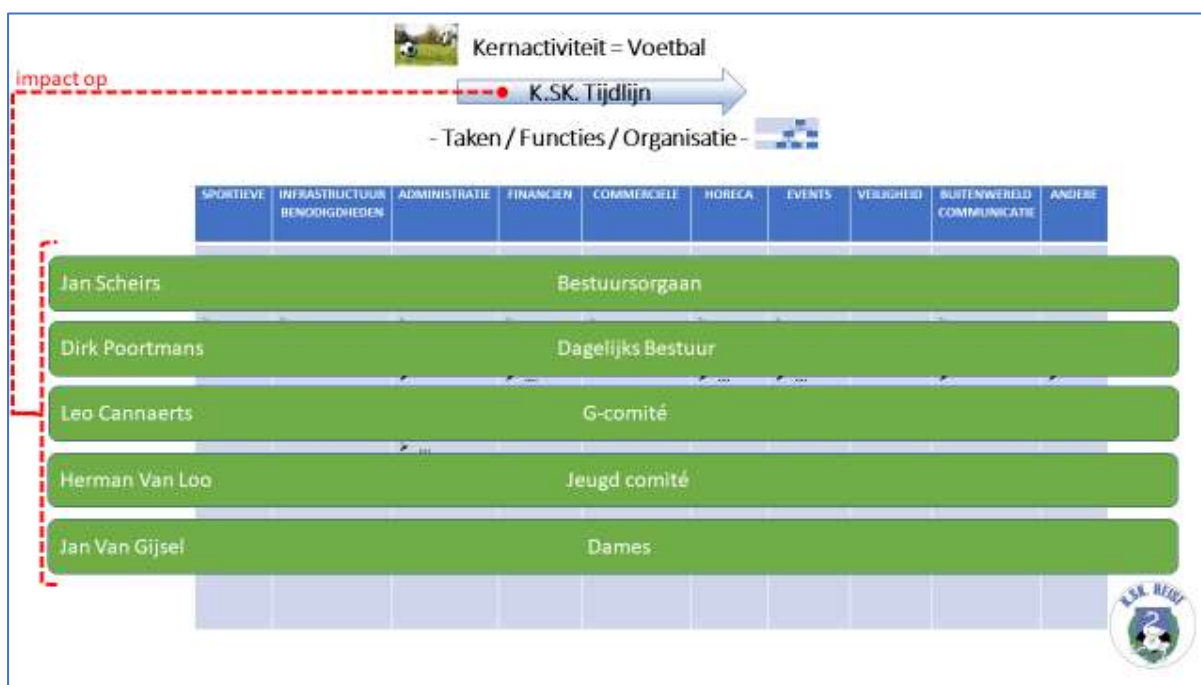 Kernactiviteit = Voetbal
impact op
K.SK. Tijdlijn
- Taken / Functies / Organisatie -
SPORTIEVE
INFRASTRUCTUUR
BENODIGDHEDEN
ADMINISTRATIE
FINANCIEN
COMMERCIELE
HORECA
EVENTS
VEILIGHEID
BUITENWERELD
COMMUNICATIE
ANDERE
Jan Scheirs Bestuursorgaan
Dirk Poortmans Dagelijks Bestuur
Leo Cannaerts G-comité
Herman Van Loo Jeugd comité
Jan Van Gijsel Dames
K.SK. HEIST